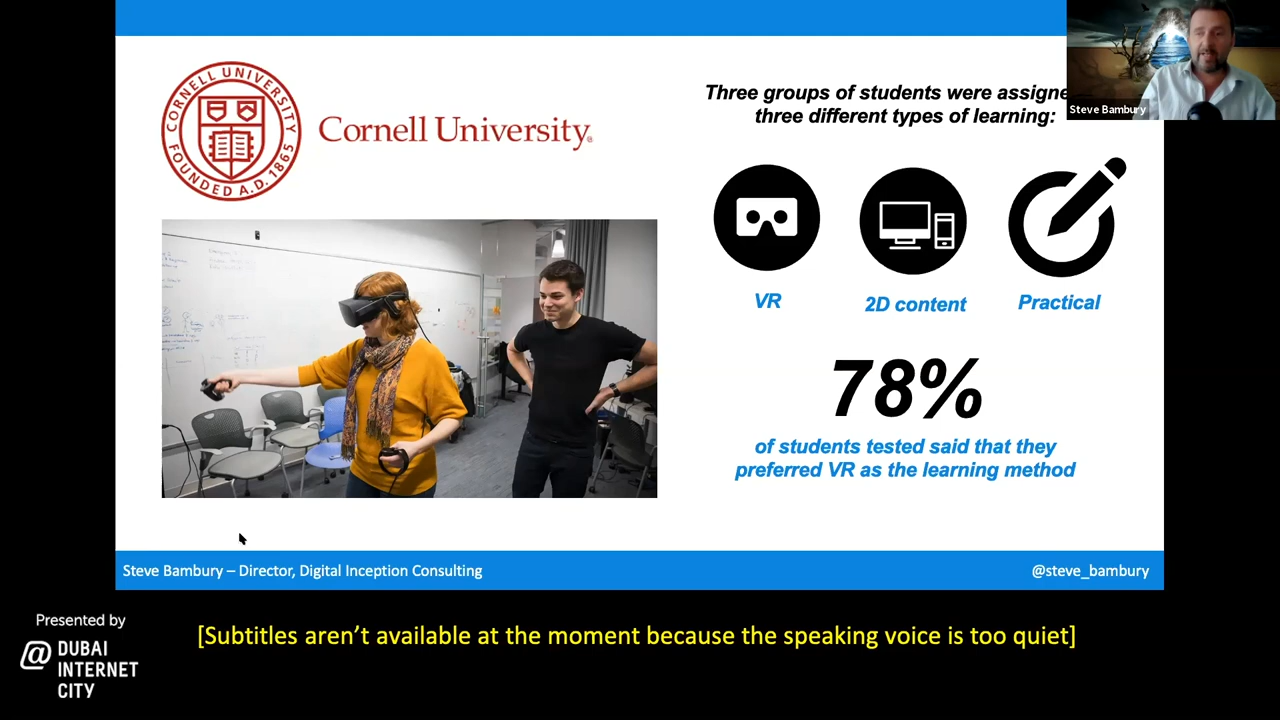 CORNELL UNIVERSITY
FOUNDED A.D. 1865
Cornell University
Three groups of students were assigne
three different types of learning:
Steve Bambury
VR
2D content
Practical
78%
of students tested said that they
preferred VR as the learning method
Steve Bambury – Director, Digital Inception Consulting
@steve_bambury
Presented by
@ DUBAI
INTERNET
CITY
[Subtitles aren't available at the moment because the speaking voice is too quiet]